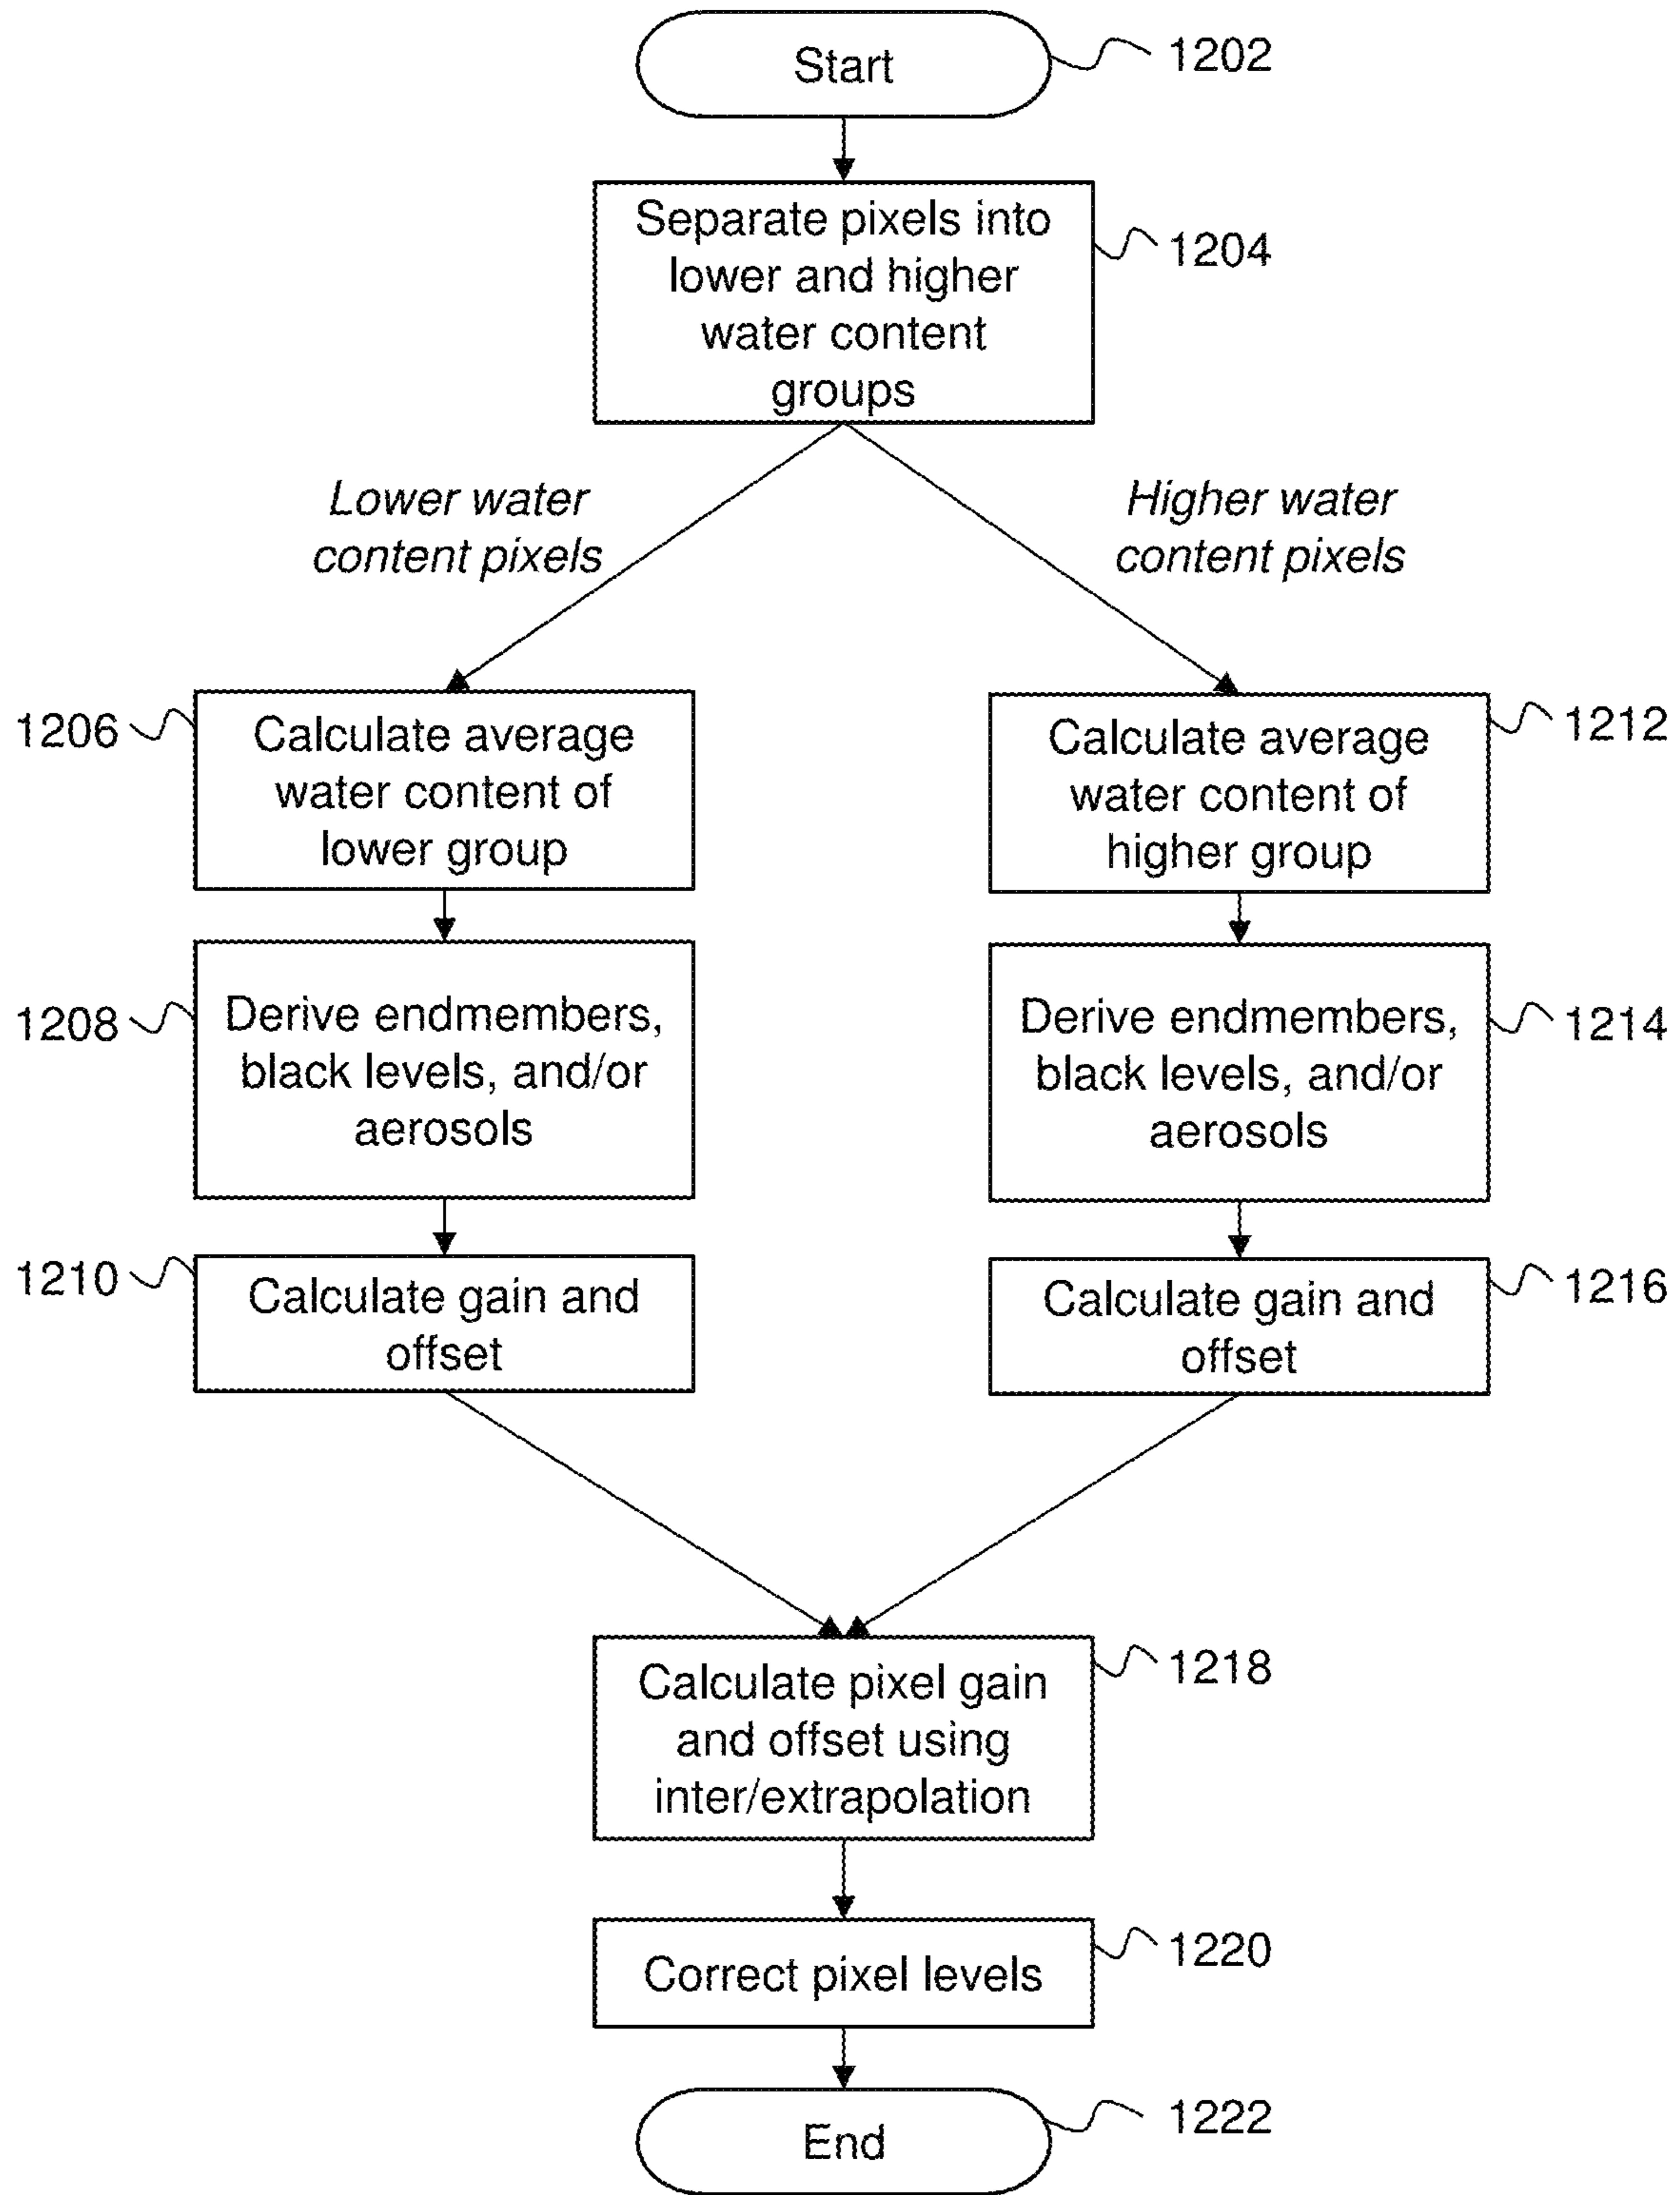 Start
1202
Separate pixels into
lower and higher
water content
groups
1204
Lower water
content pixels
Higher water
content pixels
1206
Calculate average
water content of
lower group
Calculate average
water content of
higher group
1212
1208
Derive endmembers,
black levels, and/or
aerosols
Derive endmembers,
black levels, and/or
aerosols
1214
1210
Calculate gain and
offset
Calculate gain and
offset
1216
Calculate pixel gain
and offset using
inter/extrapolation
1218
Correct pixel levels
1220
End
1222